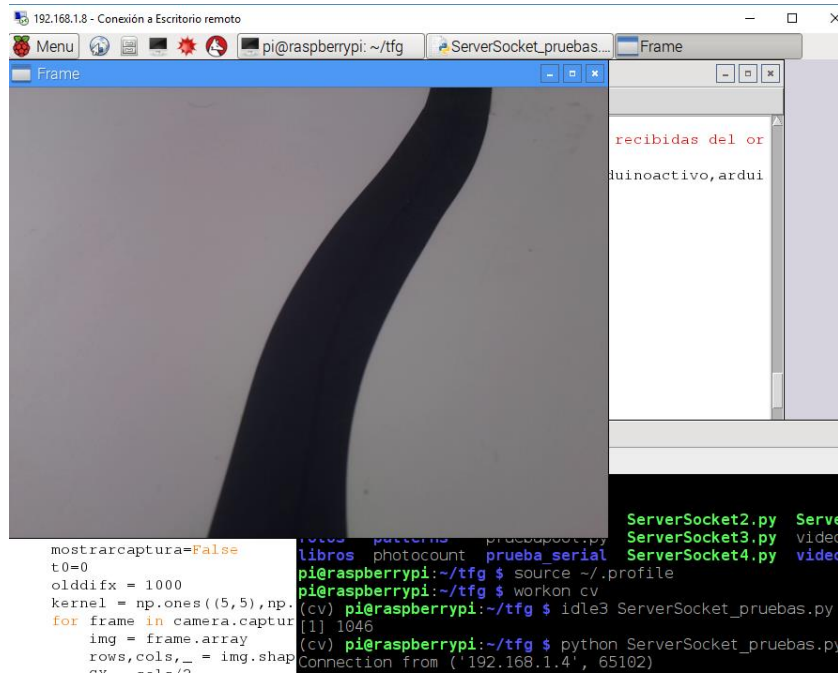 192.168.1.8 - Conexión a Escritorio remoto
Menu pi@raspberrypi: ~/tfg ServerSocket_pruebas.... Frame
Frame
recibidas del or
duinoactivo,ardui
mostrarcaptura=False
t0=0
olddifx = 1000
kernel = np.ones((5,5),np.
for frame in camera.captur
img = frame.array
rows,cols,_ = img.shap
ServerSocket2.py Serve
ServerSocket3.py video
libros photocount prueba_serial ServerSocket4.py video
pi@raspberrypi:~/tfg $ source ~/.profile
pi@raspberrypi:~/tfg $ workon cv
(cv) pi@raspberrypi:~/tfg $ idle3 ServerSocket_pruebas.py
[1] 1046
(cv) pi@raspberrypi:~/tfg $ python ServerSocket_pruebas.py
Connection from ('192.168.1.4', 65102)